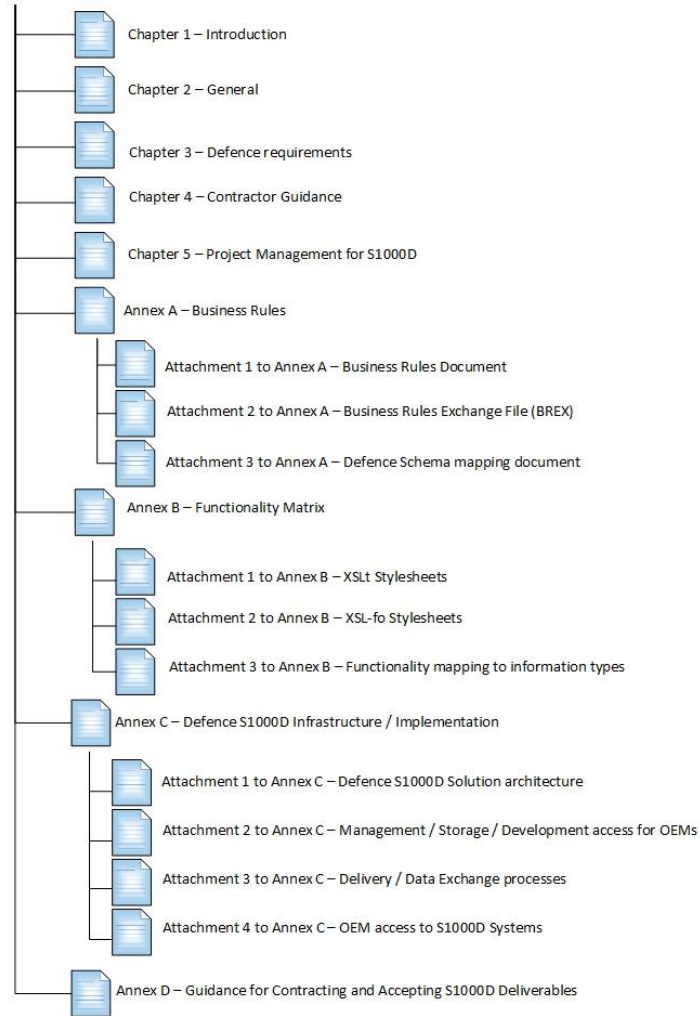 Chapter 1 – Introduction
Chapter 2 – General
Chapter 3 – Defence requirements
Chapter 4 – Contractor Guidance
Chapter 5 – Project Management for S1000D
Annex A – Business Rules
Attachment 1 to Annex A – Business Rules Document
Attachment 2 to Annex A – Business Rules Exchange File (BREX)
Attachment 3 to Annex A – Defence Schema mapping document
Annex B – Functionality Matrix
Attachment 1 to Annex B – XSLt Stylesheets
Attachment 2 to Annex B – XSL-fo Stylesheets
Attachment 3 to Annex B – Functionality mapping to information types
Annex C – Defence S1000D Infrastructure / Implementation
Attachment 1 to Annex C – Defence S1000D Solution architecture
Attachment 2 to Annex C – Management / Storage / Development access for OEMs
Attachment 3 to Annex C – Delivery / Data Exchange processes
Attachment 4 to Annex C – OEM access to S1000D Systems
Annex D – Guidance for Contracting and Accepting S1000D Deliverables